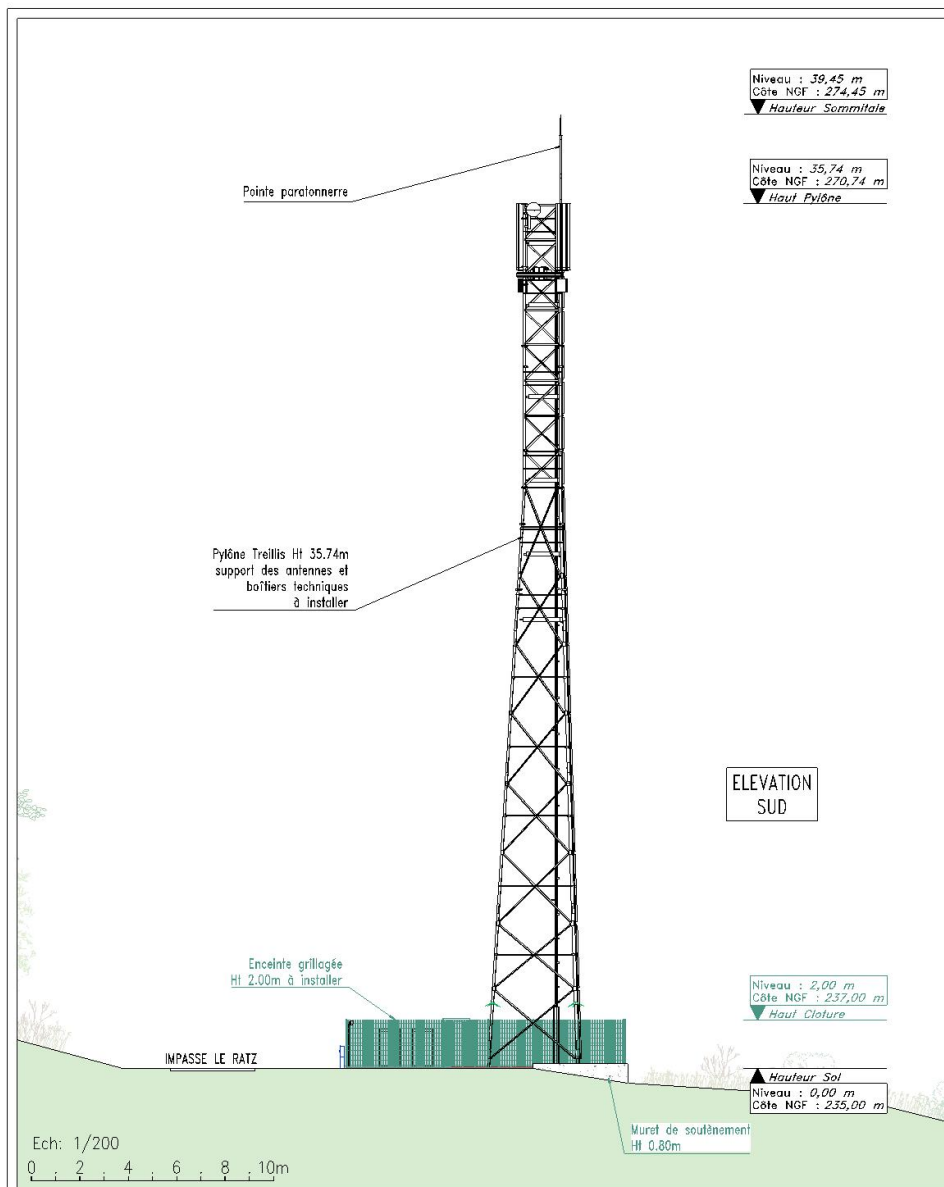 Niveau : 39,45 m
Côte NGF : 274,45 m
Hauteur Sommitale
Pointe paratonnerre
Niveau : 35,74 m
Côte NGF : 270,74 m
Haut Pylône
Pylône Treillis Ht 35.74m
support des antennes et
boîtiers techniques
à installer
ELEVATION
SUD
Enceinte grillagée
Ht 2.00m à installer
Niveau : 2,00 m
Côte NGF : 237,00 m
Haut Cloture
IMPASSE LE RATZ
Hauteur Sol
Niveau : 0,00 m
Côte NGF : 235,00 m
Muret de soutènement
Ht 0.80m
Ech: 1/200
0 . 2 . 4 . 6 . 8 . 10m